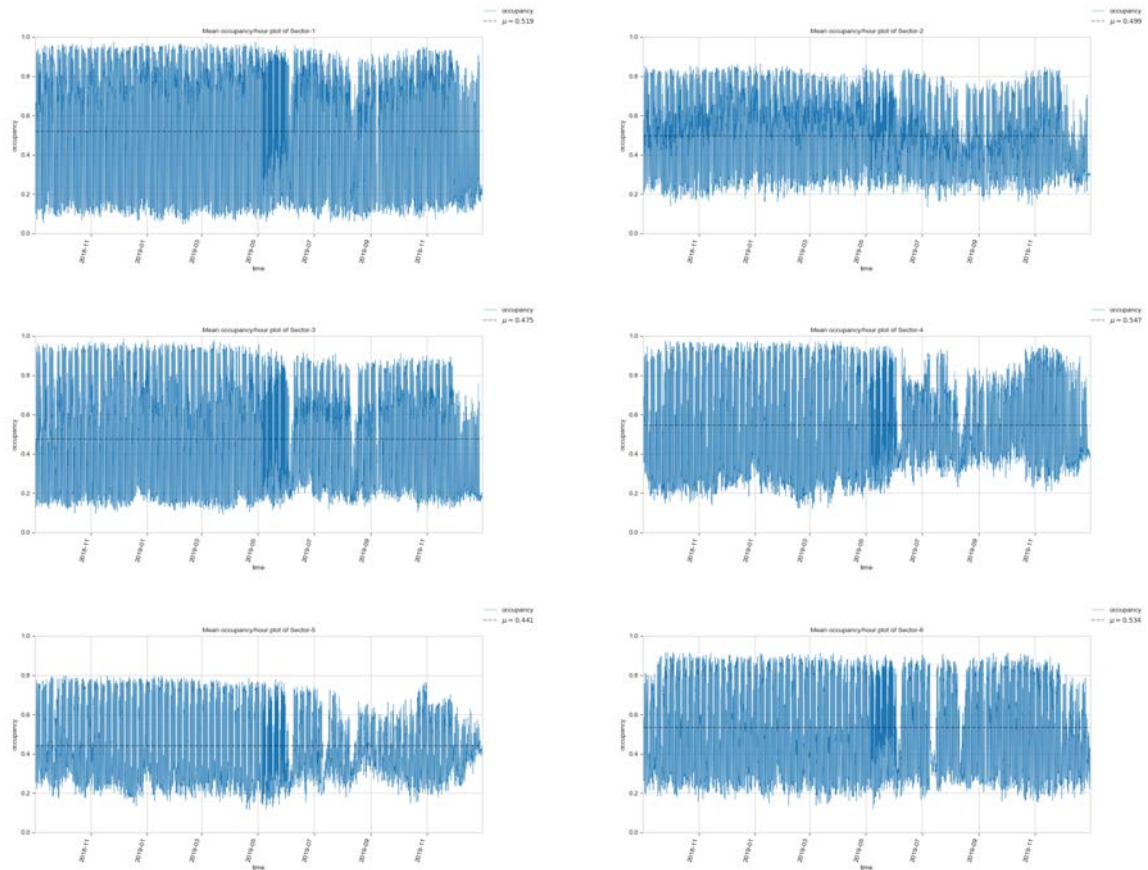 occupancy
μ = 0.519
Mean occupancy/hour plot of Sector-1
1.0
0.8
0.6
0.4
0.2
0.0
occupancy
2018-11
2019-01
2019-03
2019-05
2019-07
2019-09
2019-11
time
occupancy
μ = 0.499
Mean occupancy/hour plot of Sector-2
1.0
0.8
0.6
0.4
0.2
0.0
occupancy
2018-11
2019-01
2019-03
2019-05
2019-07
2019-09
2019-11
time
occupancy
μ = 0.475
Mean occupancy/hour plot of Sector-3
1.0
0.8
0.6
0.4
0.2
0.0
occupancy
2018-11
2019-01
2019-03
2019-05
2019-07
2019-09
2019-11
time
occupancy
μ = 0.547
Mean occupancy/hour plot of Sector-4
1.0
0.8
0.6
0.4
0.2
0.0
occupancy
2018-11
2019-01
2019-03
2019-05
2019-07
2019-09
2019-11
time
occupancy
μ = 0.441
Mean occupancy/hour plot of Sector-5
1.0
0.8
0.6
0.4
0.2
0.0
occupancy
2018-11
2019-01
2019-03
2019-05
2019-07
2019-09
2019-11
time
occupancy
μ = 0.534
Mean occupancy/hour plot of Sector-6
1.0
0.8
0.6
0.4
0.2
0.0
occupancy
2018-11
2019-01
2019-03
2019-05
2019-07
2019-09
2019-11
time